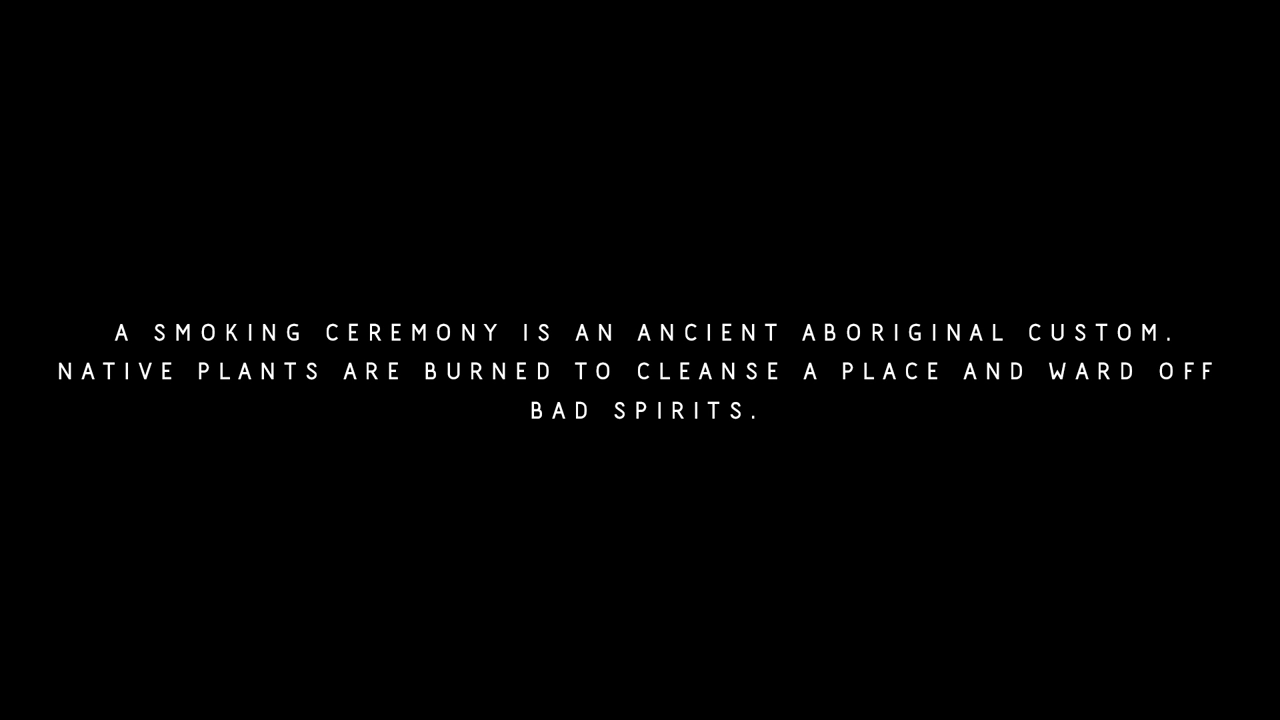 A SMOKING CEREMONY IS AN ANCIENT ABORIGINAL CUSTOM.
NATIVE PLANTS ARE BURNED TO CLEANSE A PLACE AND WARD OFF
BAD SPIRITS.